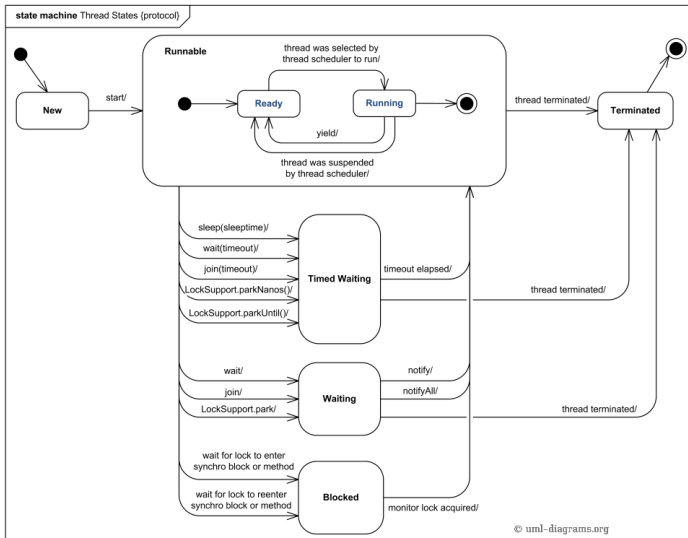 state machine Thread States {protocol}
Runnable
thread was selected by
thread scheduler to run/
New
start/
Ready
Running
yield/
thread was suspended
by thread scheduler/
thread terminated/
Terminated
sleep(sleeptime)/
wait(timeout)/
join(timeout)/
LockSupport.parkNanos()/
LockSupport.parkUntil()/
Timed Waiting
timeout elapsed/
thread terminated/
wait/
join/
LockSupport.park/
Waiting
notify/
notifyAll/
thread terminated/
wait for lock to enter
synchro block or method
wait for lock to reenter
synchro block or method
Blocked
monitor lock acquired/
© uml-diagrams.org